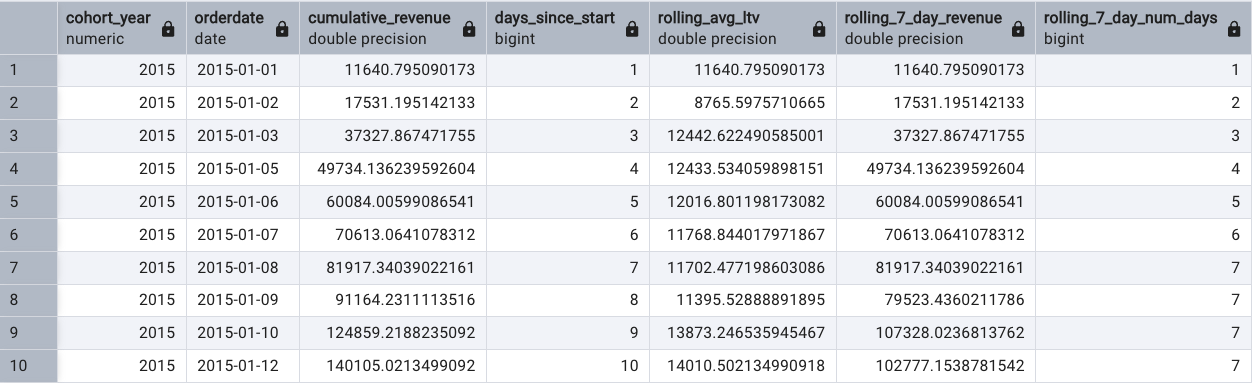 cohort_year orderdate cumulative_revenue days_since_start rolling_avg_ltv rolling_7_day_revenue rolling_7_day_num_days
numeric date double precision bigint double precision double precision bigint
1 2015 2015-01-01 11640.795090173 1 11640.795090173 11640.795090173 1
2 2015 2015-01-02 17531.195142133 2 8765.5975710665 17531.195142133 2
3 2015 2015-01-03 37327.867471755 3 12442.622490585001 37327.867471755 3
4 2015 2015-01-05 49734.136239592604 4 12433.534059898151 49734.136239592604 4
5 2015 2015-01-06 60084.00599086541 5 12016.801198173082 60084.00599086541 5
6 2015 2015-01-07 70613.0641078312 6 11768.844017971867 70613.0641078312 6
7 2015 2015-01-08 81917.34039022161 7 11702.477198603086 81917.34039022161 7
8 2015 2015-01-09 91164.2311113516 8 11395.52888891895 79523.4360211786 7
9 2015 2015-01-10 124859.2188235092 9 13873.246535945467 107328.0236813762 7
10 2015 2015-01-12 140105.0213499092 10 14010.502134990918 102777.1538781542 7